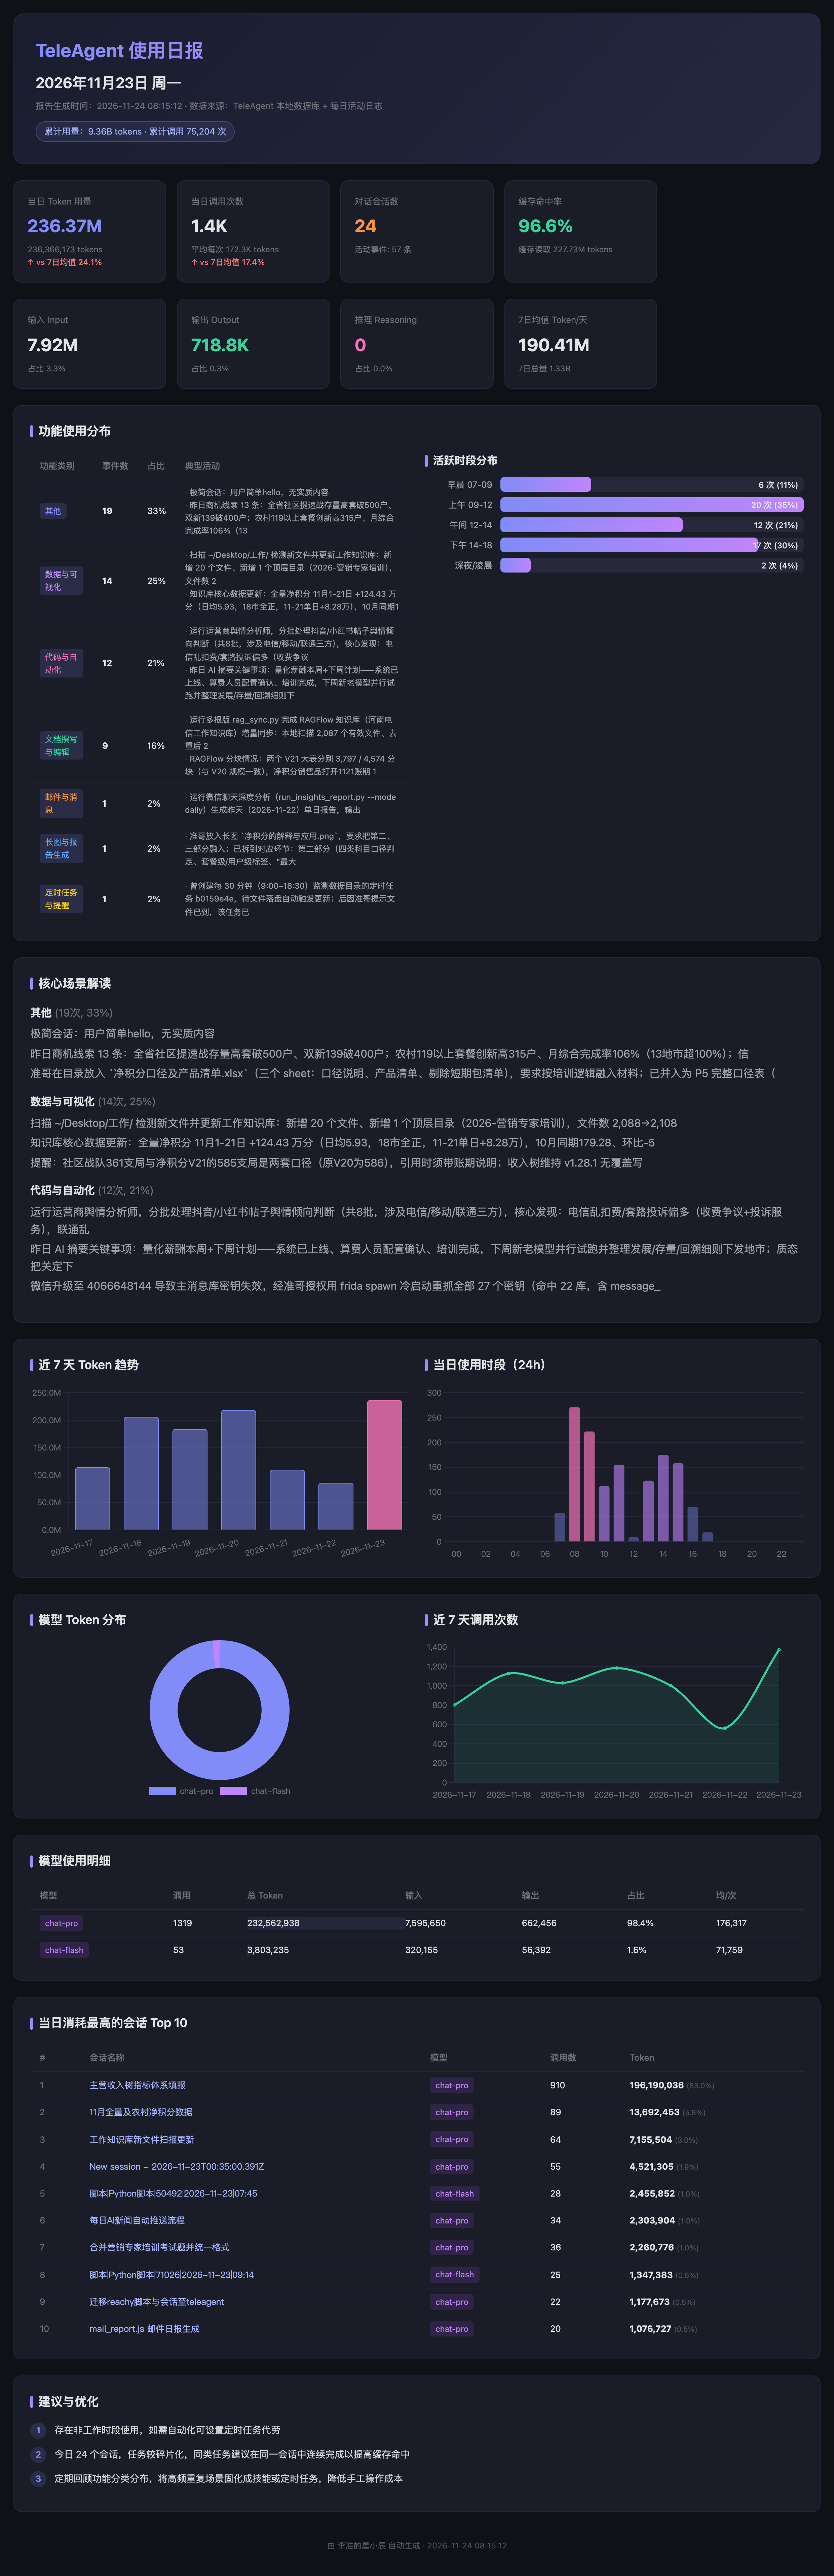 TeleAgent 使用日报
2026年11月23日 周一
报告生成时间：2026-11-24 08:15:12 · 数据来源：TeleAgent 本地数据库 + 每日活动日志
累计用量：9.36B tokens · 累计调用 75,204 次
当日 Token 用量
236.37M
236,366,173 tokens
↑ vs 7日均值 24.1%
当日调用次数
1.4K
平均每次 172.3K tokens
↑ vs 7日均值 17.4%
对话会话数
24
活动事件: 57 条
缓存命中率
96.6%
缓存读取 227.73M tokens
输入 Input
7.92M
占比 3.3%
输出 Output
718.8K
占比 0.3%
推理 Reasoning
0
占比 0.0%
7日均值 Token/天
190.41M
7日总量 1.33B
功能使用分布
功能类别 事件数 占比 典型活动
其他 19 33%
· 极简会话：用户简单hello，无实质内容
· 昨日商机线索 13 条：全省社区提速战存量高套破500户、
双新139破400户；农村119以上套餐创新高315户、月综合
完成率106%（13
数据与可
视化
14 25%
· 扫描 ~/Desktop/工作/ 检测新文件并更新工作知识库：新
增 20 个文件、新增 1 个顶层目录（2026-营销专家培训），
文件数 2
· 知识库核心数据更新：全量净积分 11月1-21日 +124.43 万
分（日均5.93，18市全正，11-21单日+8.28万），10月同期1
代码与自
动化
12 21%
· 运行运营商舆情分析师，分批处理抖音/小红书帖子舆情倾
向判断（共8批，涉及电信/移动/联通三方），核心发现：电
信乱扣费/套路投诉偏多（收费争议
· 昨日 AI 摘要关键事项：量化薪酬本周+下周计划——系统已
上线、算费人员配置确认、培训完成，下周新老模型并行试
跑并整理发展/存量/回溯细则下
文档撰写
与编辑
9 16%
· 运行多根版 rag_sync.py 完成 RAGFlow 知识库（河南电
信工作知识库）增量同步：本地扫描 2,087 个有效文件、去
重后 2
· RAGFlow 分块情况：两个 V21 大表分别 3,797 / 4,574 分
块（与 V20 规模一致），净积分销售品打开1121账期 1
邮件与消
息
1 2%
· 运行微信聊天深度分析（run_insights_report.py --mode
daily）生成昨天（2026-11-22）单日报告，输出
长图与报
告生成
1 2%
· 准哥放入长图 `净积分的解释与应用.png`，要求把第二、
三部分融入；已拆到对应环节：第二部分（四类科目口径判
定、套餐级/用户级标签、"最大
定时任务
与提醒
1 2%
· 曾创建每 30 分钟（9:00–18:30）监测数据目录的定时任
务 b0159e4e，待文件落盘自动触发更新；后因准哥提示文
件已到，该任务已
活跃时段分布
早晨 07-09 6 次 (11%)
上午 09-12 20 次 (35%)
午间 12-14 12 次 (21%)
下午 14-18 17 次 (30%)
深夜/凌晨 2 次 (4%)
核心场景解读
其他 (19次, 33%)
极简会话：用户简单hello，无实质内容
昨日商机线索 13 条：全省社区提速战存量高套破500户、双新139破400户；农村119以上套餐创新高315户、月综合完成率106%（13地市超100%）；信
准哥在目录放入 `净积分口径及产品清单.xlsx`（三个 sheet：口径说明、产品清单、剔除短期包清单），要求按培训逻辑融入材料；已并入为 P5 完整口径表（
数据与可视化 (14次, 25%)
扫描 ~/Desktop/工作/ 检测新文件并更新工作知识库：新增 20 个文件、新增 1 个顶层目录（2026-营销专家培训），文件数 2,088→2,108
知识库核心数据更新：全量净积分 11月1-21日 +124.43 万分（日均5.93，18市全正，11-21单日+8.28万），10月同期179.28、环比-5
提醒：社区战队361支局与净积分V21的585支局是两套口径（原V20为586），引用时须带账期说明；收入树维持 v1.28.1 无覆盖写
代码与自动化 (12次, 21%)
运行运营商舆情分析师，分批处理抖音/小红书帖子舆情倾向判断（共8批，涉及电信/移动/联通三方），核心发现：电信乱扣费/套路投诉偏多（收费争议+投诉服
务），联通乱
昨日 AI 摘要关键事项：量化薪酬本周+下周计划——系统已上线、算费人员配置确认、培训完成，下周新老模型并行试跑并整理发展/存量/回溯细则下发地市；质态
把关定下
微信升级至 4066648144 导致主消息库密钥失效，经准哥授权用 frida spawn 冷启动重抓全部 27 个密钥（命中 22 库，含 message_
近 7 天 Token 趋势
250.0M
200.0M
150.0M
100.0M
50.0M
0.0M
2026-11-17 2026-11-18 2026-11-19 2026-11-20 2026-11-21 2026-11-22 2026-11-23
当日使用时段（24h）
300
250
200
150
100
50
0
00 02 04 06 08 10 12 14 16 18 20 22
模型 Token 分布
chat-pro chat-flash
近 7 天调用次数
1,400
1,200
1,000
800
600
400
200
0
2026-11-17 2026-11-18 2026-11-19 2026-11-20 2026-11-21 2026-11-22 2026-11-23
模型使用明细
模型 调用 总 Token 输入 输出 占比 均/次
chat-pro 1319 232,562,938 7,595,650 662,456 98.4% 176,317
chat-flash 53 3,803,235 320,155 56,392 1.6% 71,759
当日消耗最高的会话 Top 10
# 会话名称 模型 调用数 Token
1 主营收入树指标体系填报 chat-pro 910 196,190,036 (83.0%)
2 11月全量及农村净积分数据 chat-pro 89 13,692,453 (5.8%)
3 工作知识库新文件扫描更新 chat-pro 64 7,155,504 (3.0%)
4 New session - 2026-11-23T00:35:00.391Z chat-pro 55 4,521,305 (1.9%)
5 脚本|Python脚本|50492|2026-11-23|07:45 chat-flash 28 2,455,852 (1.0%)
6 每日AI新闻自动推送流程 chat-pro 34 2,303,904 (1.0%)
7 合并营销专家培训考试题并统一格式 chat-pro 36 2,260,776 (1.0%)
8 脚本|Python脚本|71026|2026-11-23|09:14 chat-flash 25 1,347,383 (0.6%)
9 迁移reachy脚本与会话至teleagent chat-pro 22 1,177,673 (0.5%)
10 mail_report.js 邮件日报生成 chat-pro 20 1,076,727 (0.5%)
建议与优化
1 存在非工作时段使用，如需自动化可设置定时任务代劳
2 今日 24 个会话，任务较碎片化，同类任务建议在同一会话中连续完成以提高缓存命中
3 定期回顾功能分类分布，将高频重复场景固化成技能或定时任务，降低手工操作成本
由 李准的星小辰 自动生成 · 2026-11-24 08:15:12